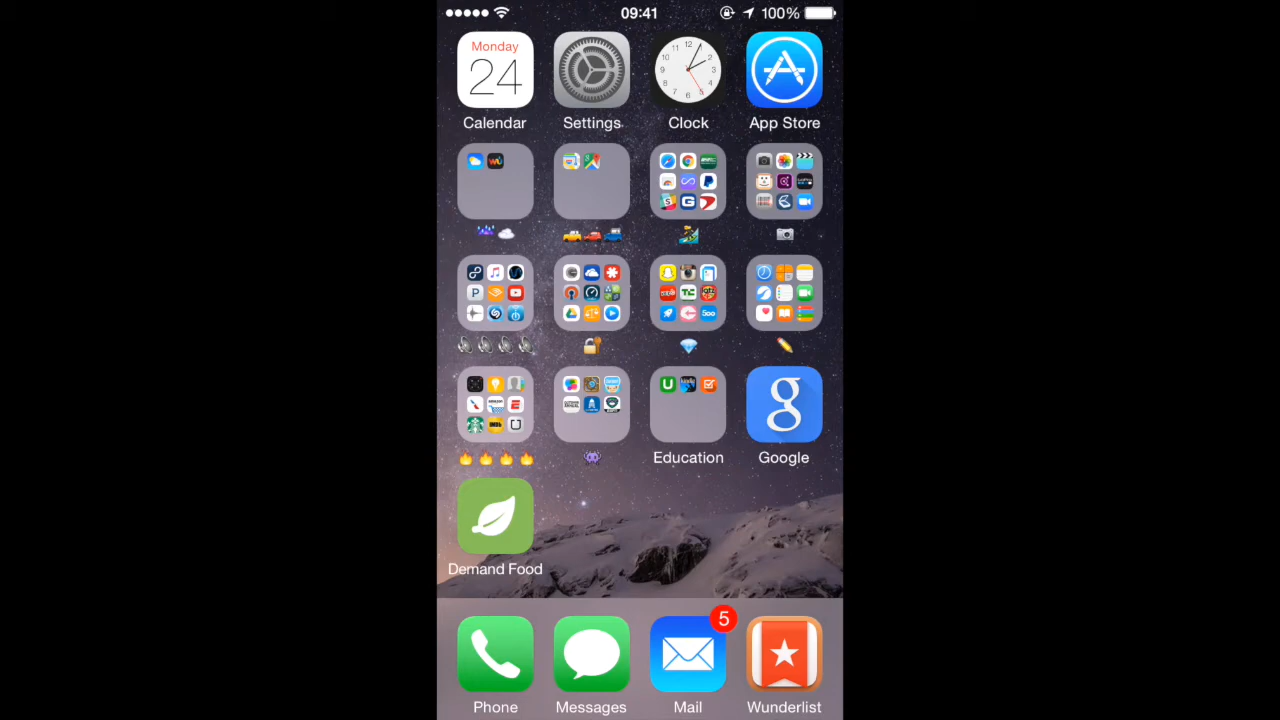 09:41 100%
Monday
24
Calendar Settings Clock App Store
Education Google
Demand Food
5
Phone Messages Mail Wunderlist